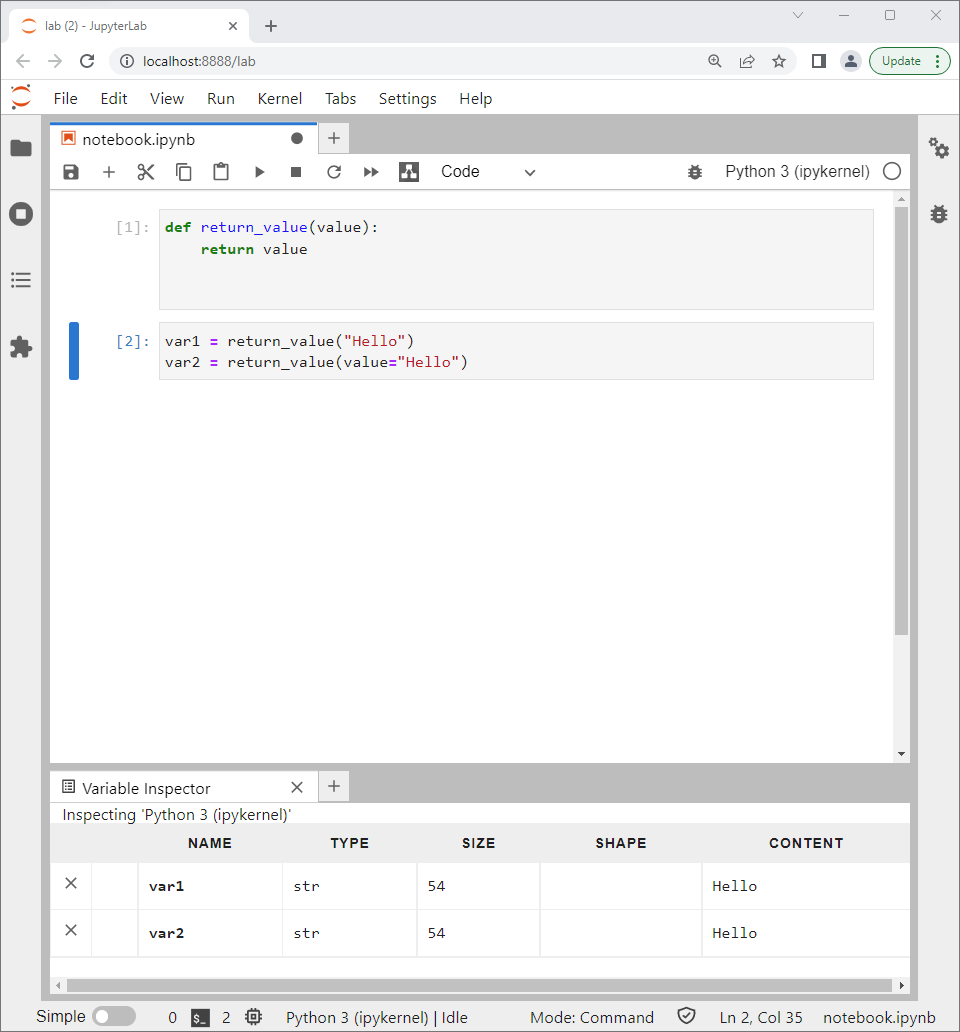 lab (2) - JupyterLab
localhost:8888/lab
Update
File Edit View Run Kernel Tabs Settings Help
notebook.ipynb
Code Python 3 (ipykernel)
[1]: def return_value(value):
    return value
[2]: var1 = return_value("Hello")
var2 = return_value(value="Hello")
Variable Inspector
Inspecting 'Python 3 (ipykernel)'
NAME TYPE SIZE SHAPE CONTENT
var1 str 54 Hello
var2 str 54 Hello
Simple 0 $_ 2 Python 3 (ipykernel) | Idle Mode: Command Ln 2, Col 35 notebook.ipynb